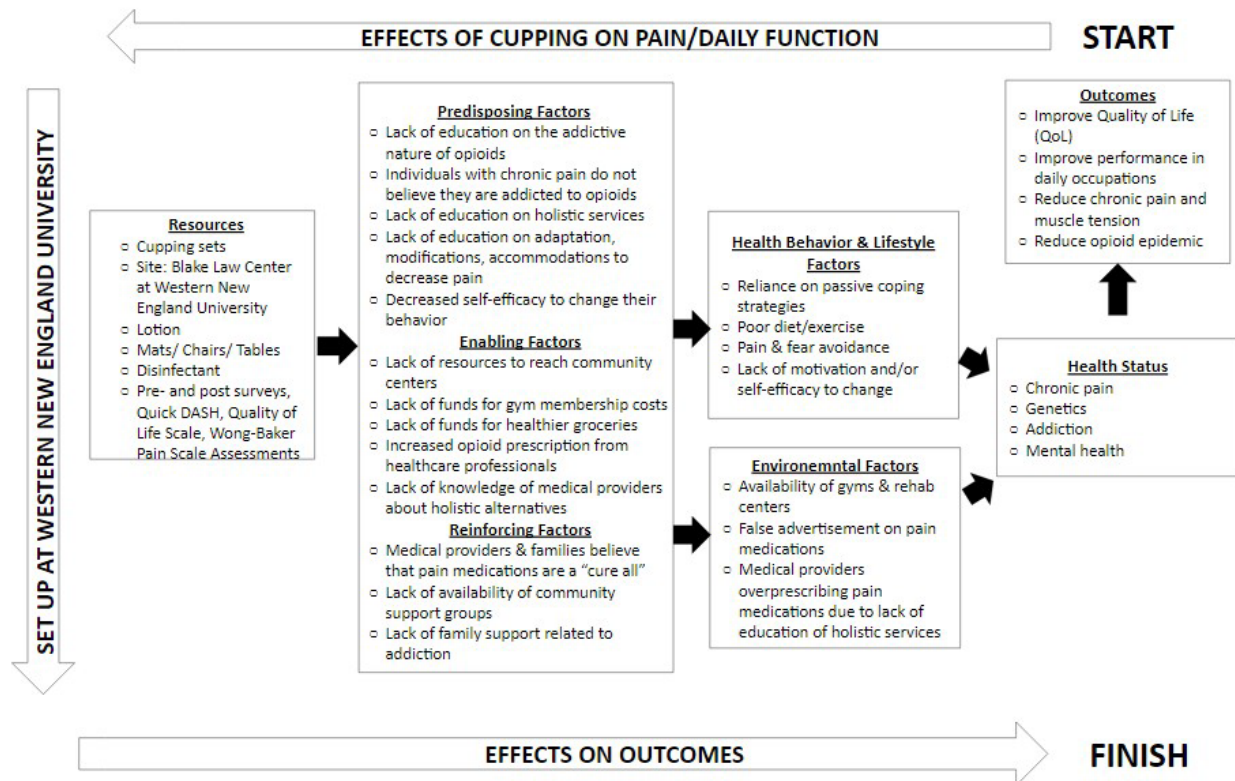 EFFECTS OF CUPPING ON PAIN/DAILY FUNCTION
START
SET UP AT WESTERN NEW ENGLAND UNIVERSITY
Resources
○ Cupping sets
○ Site: Blake Law Center
at Western New
England University
○ Lotion
○ Mats/ Chairs/ Tables
○ Disinfectant
○ Pre- and post surveys,
Quick DASH, Quality of
Life Scale, Wong-Baker
Pain Scale Assessments
Predisposing Factors
○ Lack of education on the addictive
nature of opioids
○ Individuals with chronic pain do not
believe they are addicted to opioids
○ Lack of education on holistic services
○ Lack of education on adaptation,
modifications, accommodations to
decrease pain
○ Decreased self-efficacy to change their
behavior
Enabling Factors
○ Lack of resources to reach community
centers
○ Lack of funds for gym membership costs
○ Lack of funds for healthier groceries
○ Increased opioid prescription from
healthcare professionals
○ Lack of knowledge of medical providers
about holistic alternatives
Reinforcing Factors
○ Medical providers & families believe
that pain medications are a “cure all”
○ Lack of availability of community
support groups
○ Lack of family support related to
addiction
Health Behavior & Lifestyle
Factors
○ Reliance on passive coping
strategies
○ Poor diet/exercise
○ Pain & fear avoidance
○ Lack of motivation and/or
self-efficacy to change
Environemntal Factors
○ Availability of gyms & rehab
centers
○ False advertisement on pain
medications
○ Medical providers
overprescribing pain
medications due to lack of
education of holistic services
Outcomes
○ Improve Quality of Life
(QoL)
○ Improve performance in
daily occupations
○ Reduce chronic pain and
muscle tension
○ Reduce opioid epidemic
Health Status
○ Chronic pain
○ Genetics
○ Addiction
○ Mental health
EFFECTS ON OUTCOMES
FINISH